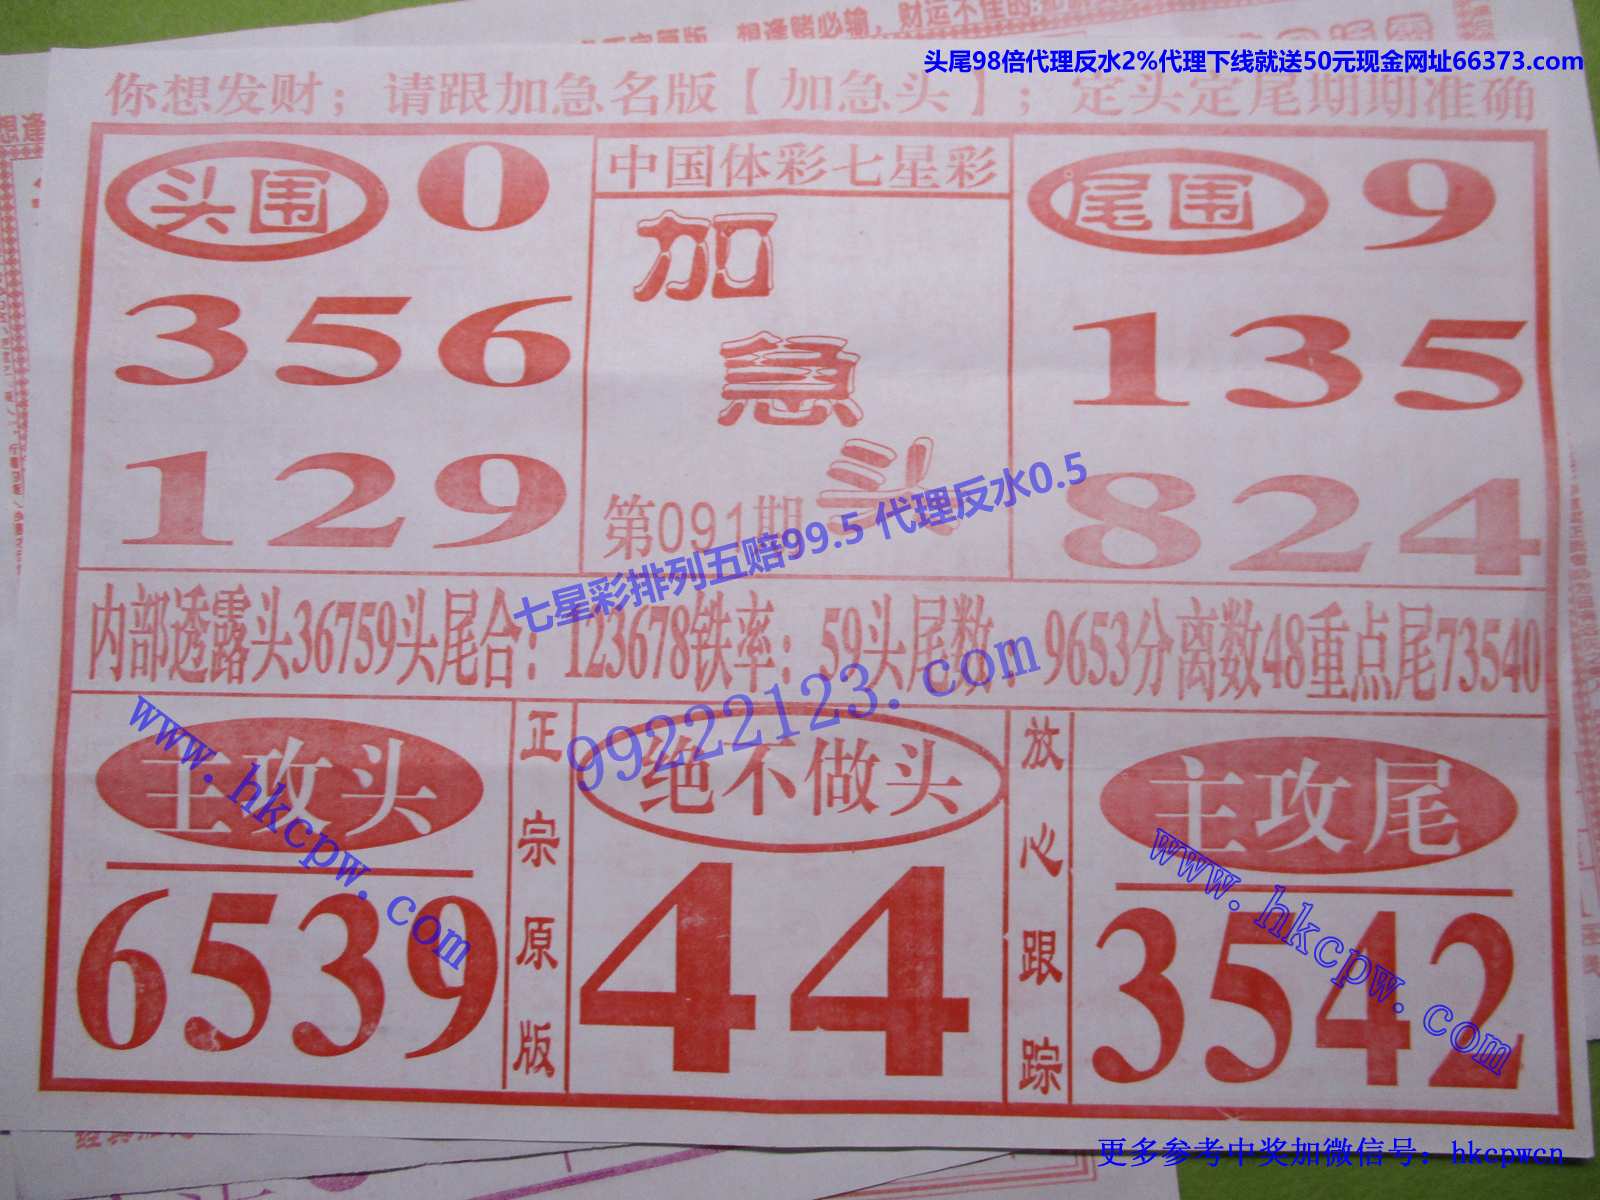 头尾98倍代理反水2%代理下线就送50元现金网址66373.com
你想发财；请跟加急名版【加急头】；定头定尾期期准确
头围 0
356
129
中国体彩七星彩
加
急
头
第091期
尾围 9
135
824
七星彩排列五赔99.5 代理反水0.5
内部透露头36759头尾合：123678铁率：59头尾数：9653分离数48重点尾73540
99222123.com
主攻头
6539
www.hkcpw.com
正宗原版
绝不做头
44
放心跟踪
主攻尾
3542
www.hkcpw.com
更多参考中奖加微信号：hkcpwcn